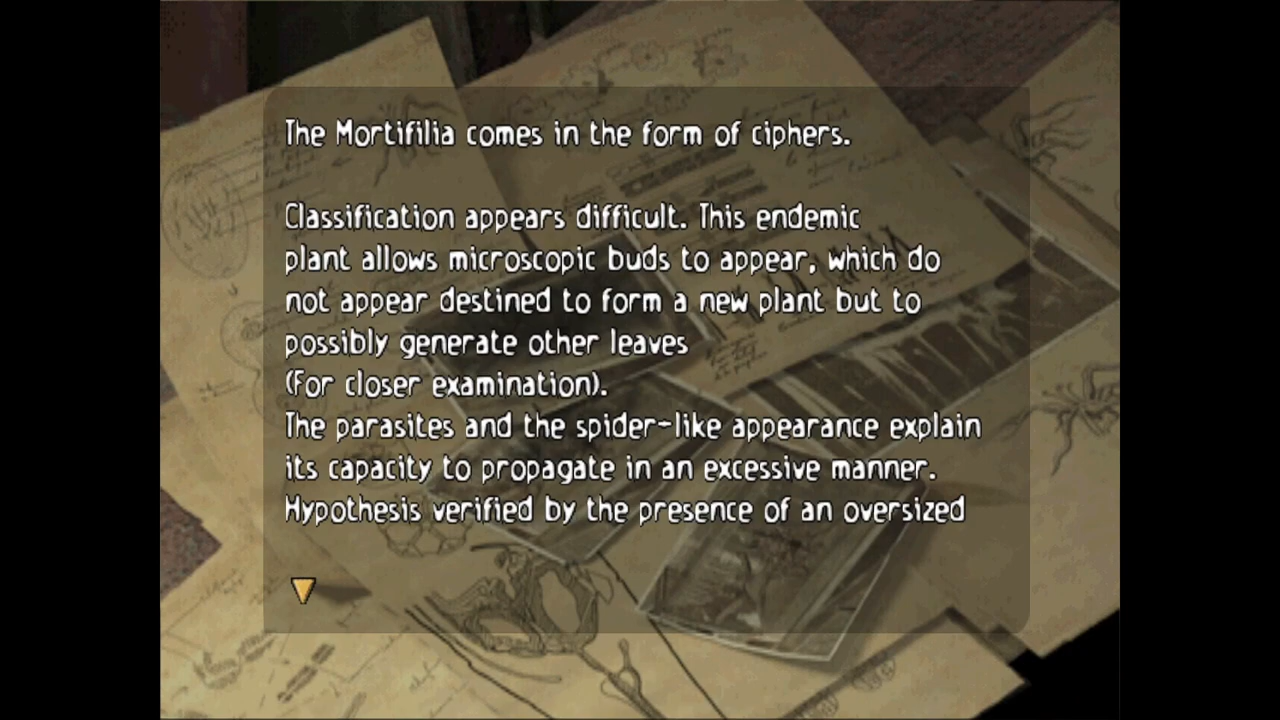 The Mortifilia comes in the form of ciphers.
Classification appears difficult. This endemic
plant allows microscopic buds to appear, which do
not appear destined to form a new plant but to
possibly generate other leaves
(For closer examination).
The parasites and the spider-like appearance explain
its capacity to propagate in an excessive manner.
Hypothesis verified by the presence of an oversized